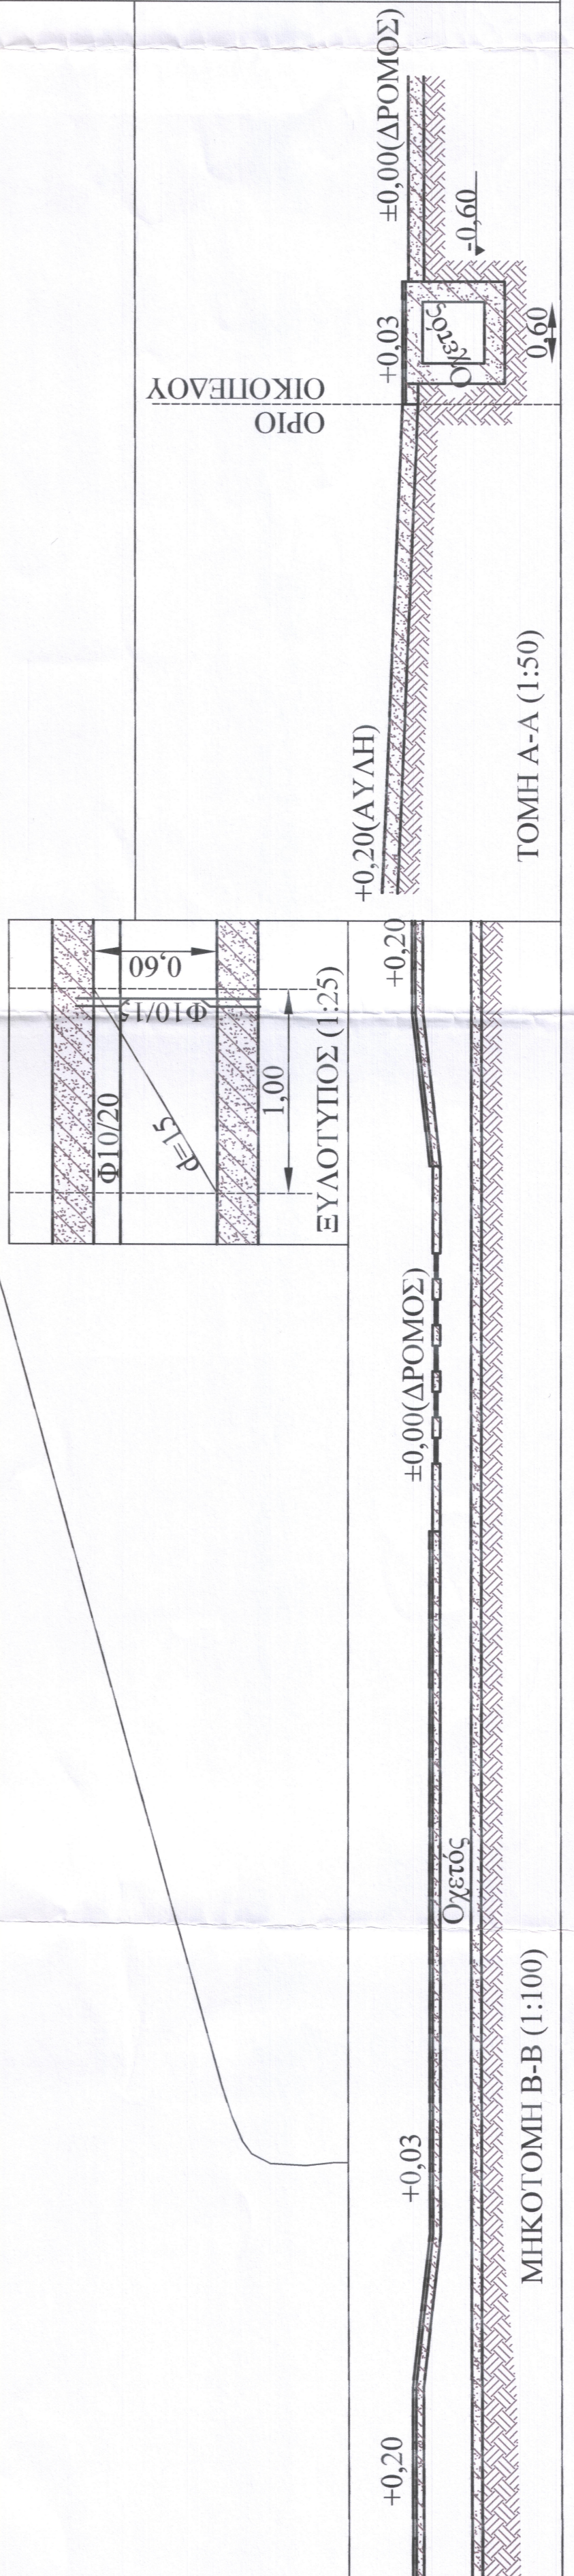 ±0,00(ΔΡΟΜΟΣ)
-0,60
+0,03
Οχετός
0,60
ΟΡΙΟ
ΟΙΚΟΠΕΔΟΥ
+0,20(ΑΥΛΗ)
ΤΟΜΗ Α-Α (1:50)
0,60
Φ10/15
Φ10/20
d=15
1,00
ΞΥΛΟΤΥΠΟΣ (1:25)
+0,20
±0,00(ΔΡΟΜΟΣ)
Οχετός
+0,03
+0,20
ΜΗΚΟΤΟΜΗ Β-Β (1:100)